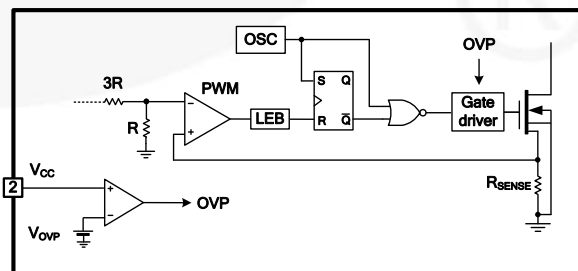 OSC
OVP
3R
PWM
S
Q
−
R
LEB
R
Q̅
Gate
driver
+
2
VCC
+
OVP
−
VOVP
RSENSE